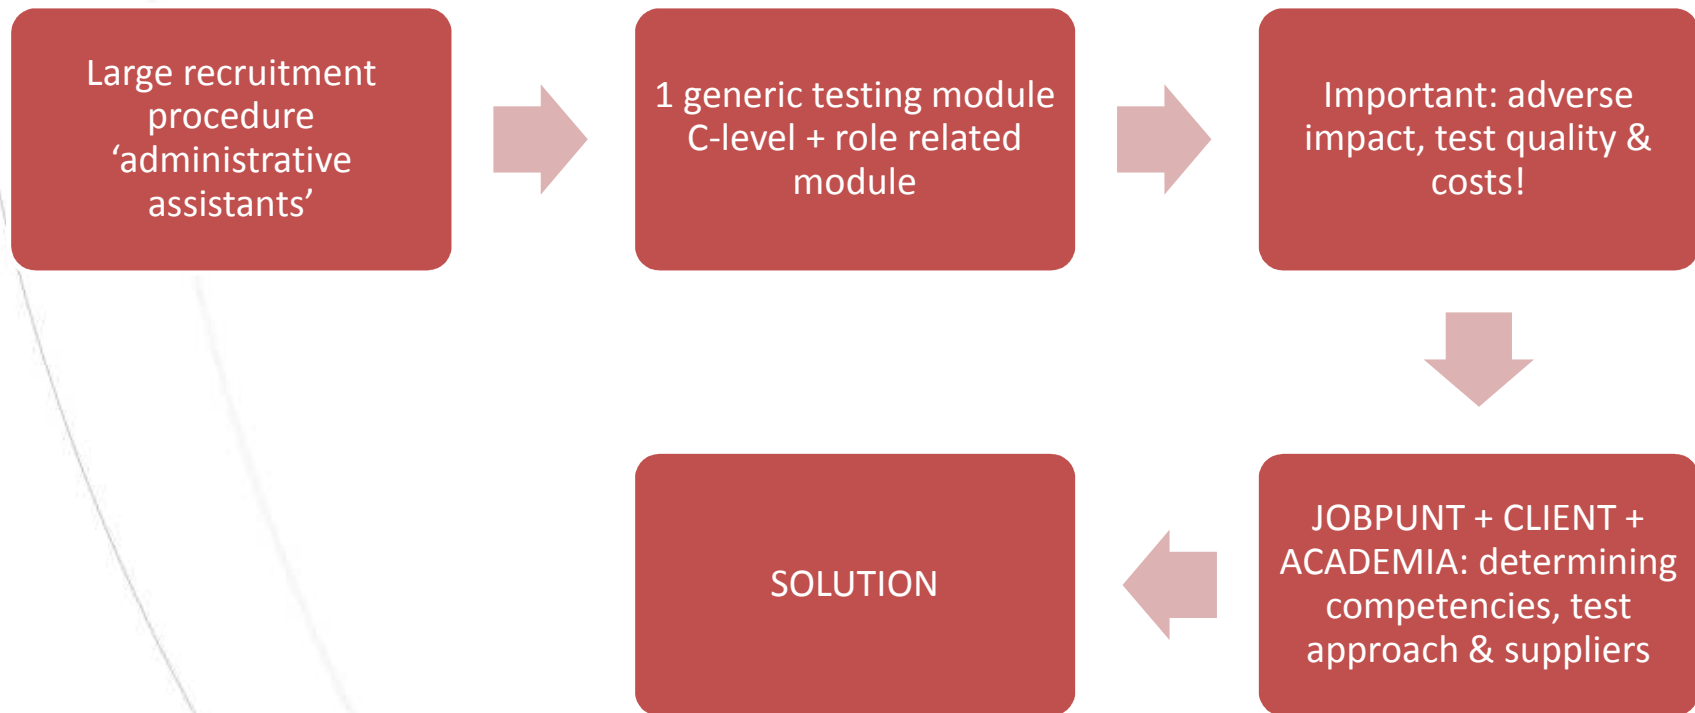 Large recruitment
procedure
‘administrative
assistants’
1 generic testing module
C-level + role related
module
Important: adverse
impact, test quality &
costs!
JOBPUNT + CLIENT +
ACADEMIA: determining
competencies, test
approach & suppliers
SOLUTION